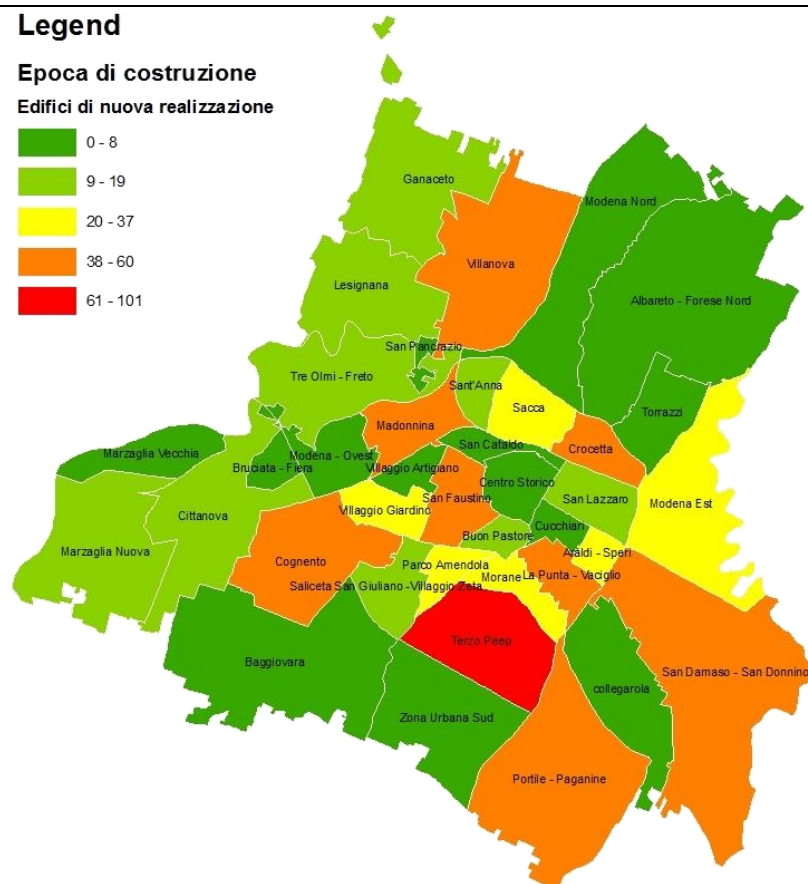 Legend
Epoca di costruzione
Edifici di nuova realizzazione
0 - 8
9 - 19
20 - 37
38 - 60
61 - 101
Ganaceto
Modena Nord
Villanova
Lesignana
Albareto - Forese Nord
San Pancrazio
Tre Olmi - Freto
Sant'Anna
Sacca
Torrazzi
Madonnina
San Cataldo
Crocetta
Marzaglia Vecchia
Modena - Ovest
Bruciata - Fiera
Villaggio Artigiano
Centro Storico
San Faustino
San Lazzaro
Modena Est
Villaggio Giardino
Cittanova
Cucchiari
Buon Pastore
Marzaglia Nuova
Araldi - Speri
Cognento
Parco Amendola
Morane
La Punta - Vaciglio
Saliceta San Giuliano -Villaggio Zeta
Terzo Peep
Baggiovara
San Damaso - San Donnino
collegarola
Zona Urbana Sud
Portile - Paganine